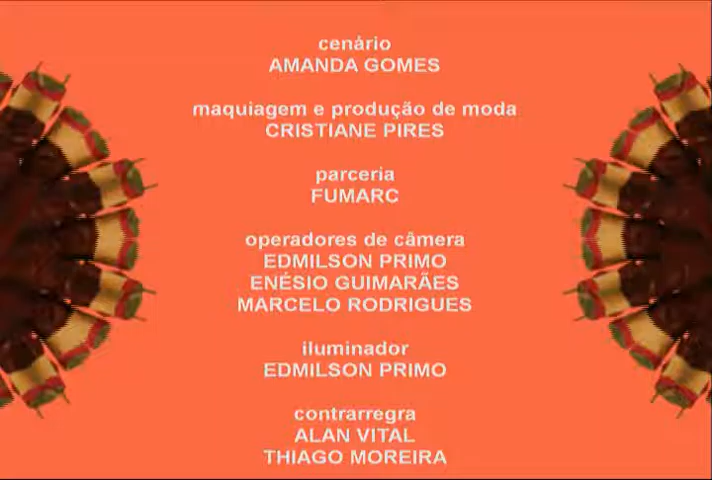 cenário
AMANDA GOMES
maquiagem e produção de moda
CRISTIANE PIRES
parceria
FUMARC
operadores de câmera
EDMILSON PRIMO
ENÉSIO GUIMARÃES
MARCELO RODRIGUES
iluminador
EDMILSON PRIMO
contrarregra
ALAN VITAL
THIAGO MOREIRA